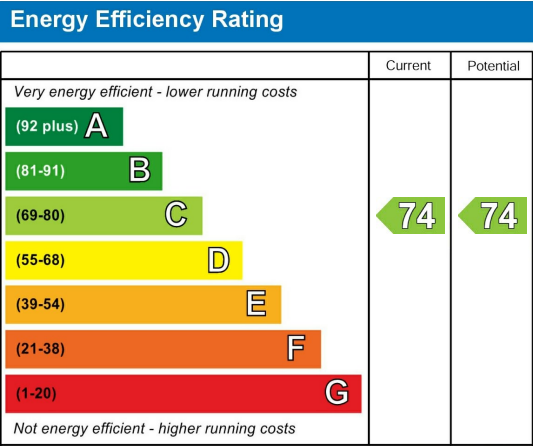 Energy Efficiency Rating
Current Potential
Very energy efficient - lower running costs
(92 plus) A
(81-91) B
(69-80) C 74 74
(55-68) D
(39-54) E
(21-38) F
(1-20) G
Not energy efficient - higher running costs